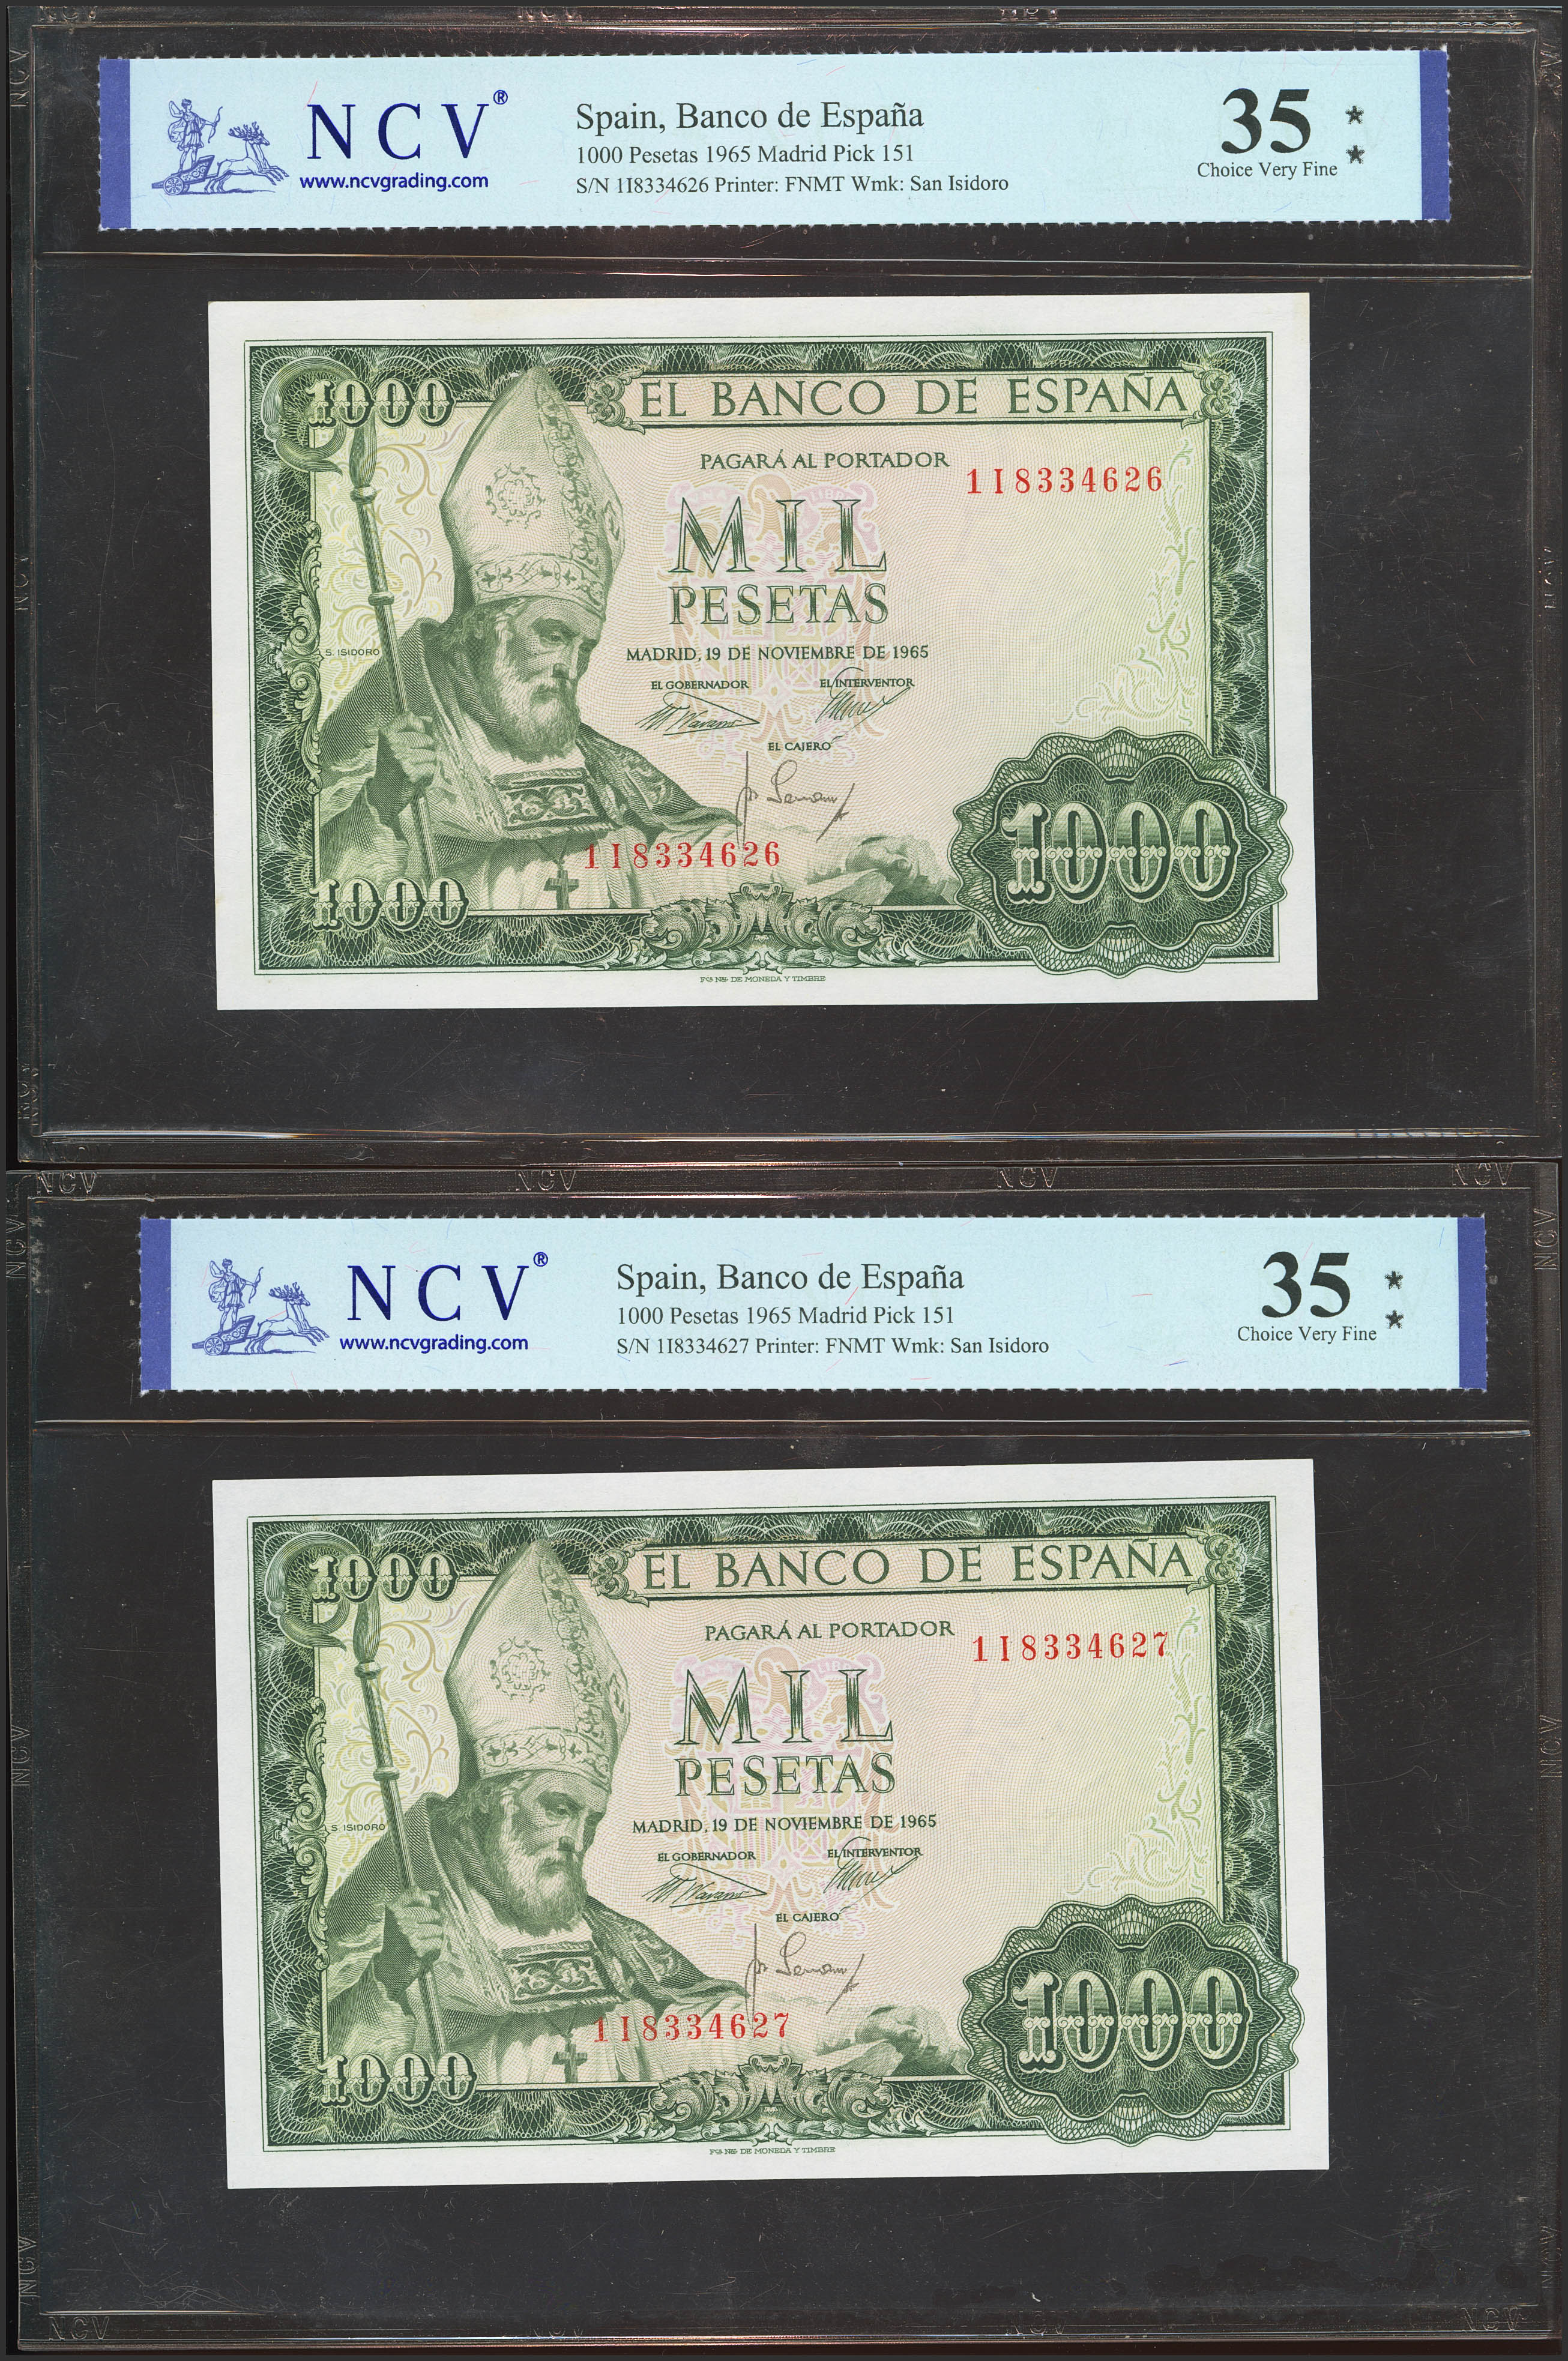 NCV®
www.ncvgrading.com
Spain, Banco de España
1000 Pesetas 1965 Madrid Pick 151
S/N 1I8334626 Printer: FNMT Wmk: San Isidoro
35
Choice Very Fine
1000
EL BANCO DE ESPAÑA
PAGARÁ AL PORTADOR
1I8334626
MIL
PESETAS
S. ISIDORO
MADRID, 19 DE NOVIEMBRE DE 1965
EL GOBERNADOR
EL INTERVENTOR
EL CAJERO
1I8334626
1000
1000
DE MONEDA Y TIMBRE
NCV NCV NCV NCV
NCV®
www.ncvgrading.com
Spain, Banco de España
1000 Pesetas 1965 Madrid Pick 151
S/N 1I8334627 Printer: FNMT Wmk: San Isidoro
35
Choice Very Fine
1000
EL BANCO DE ESPAÑA
PAGARÁ AL PORTADOR
1I8334627
MIL
PESETAS
S. ISIDORO
MADRID, 19 DE NOVIEMBRE DE 1965
EL GOBERNADOR
EL INTERVENTOR
EL CAJERO
1I8334627
1000
1000
DE MONEDA Y TIMBRE